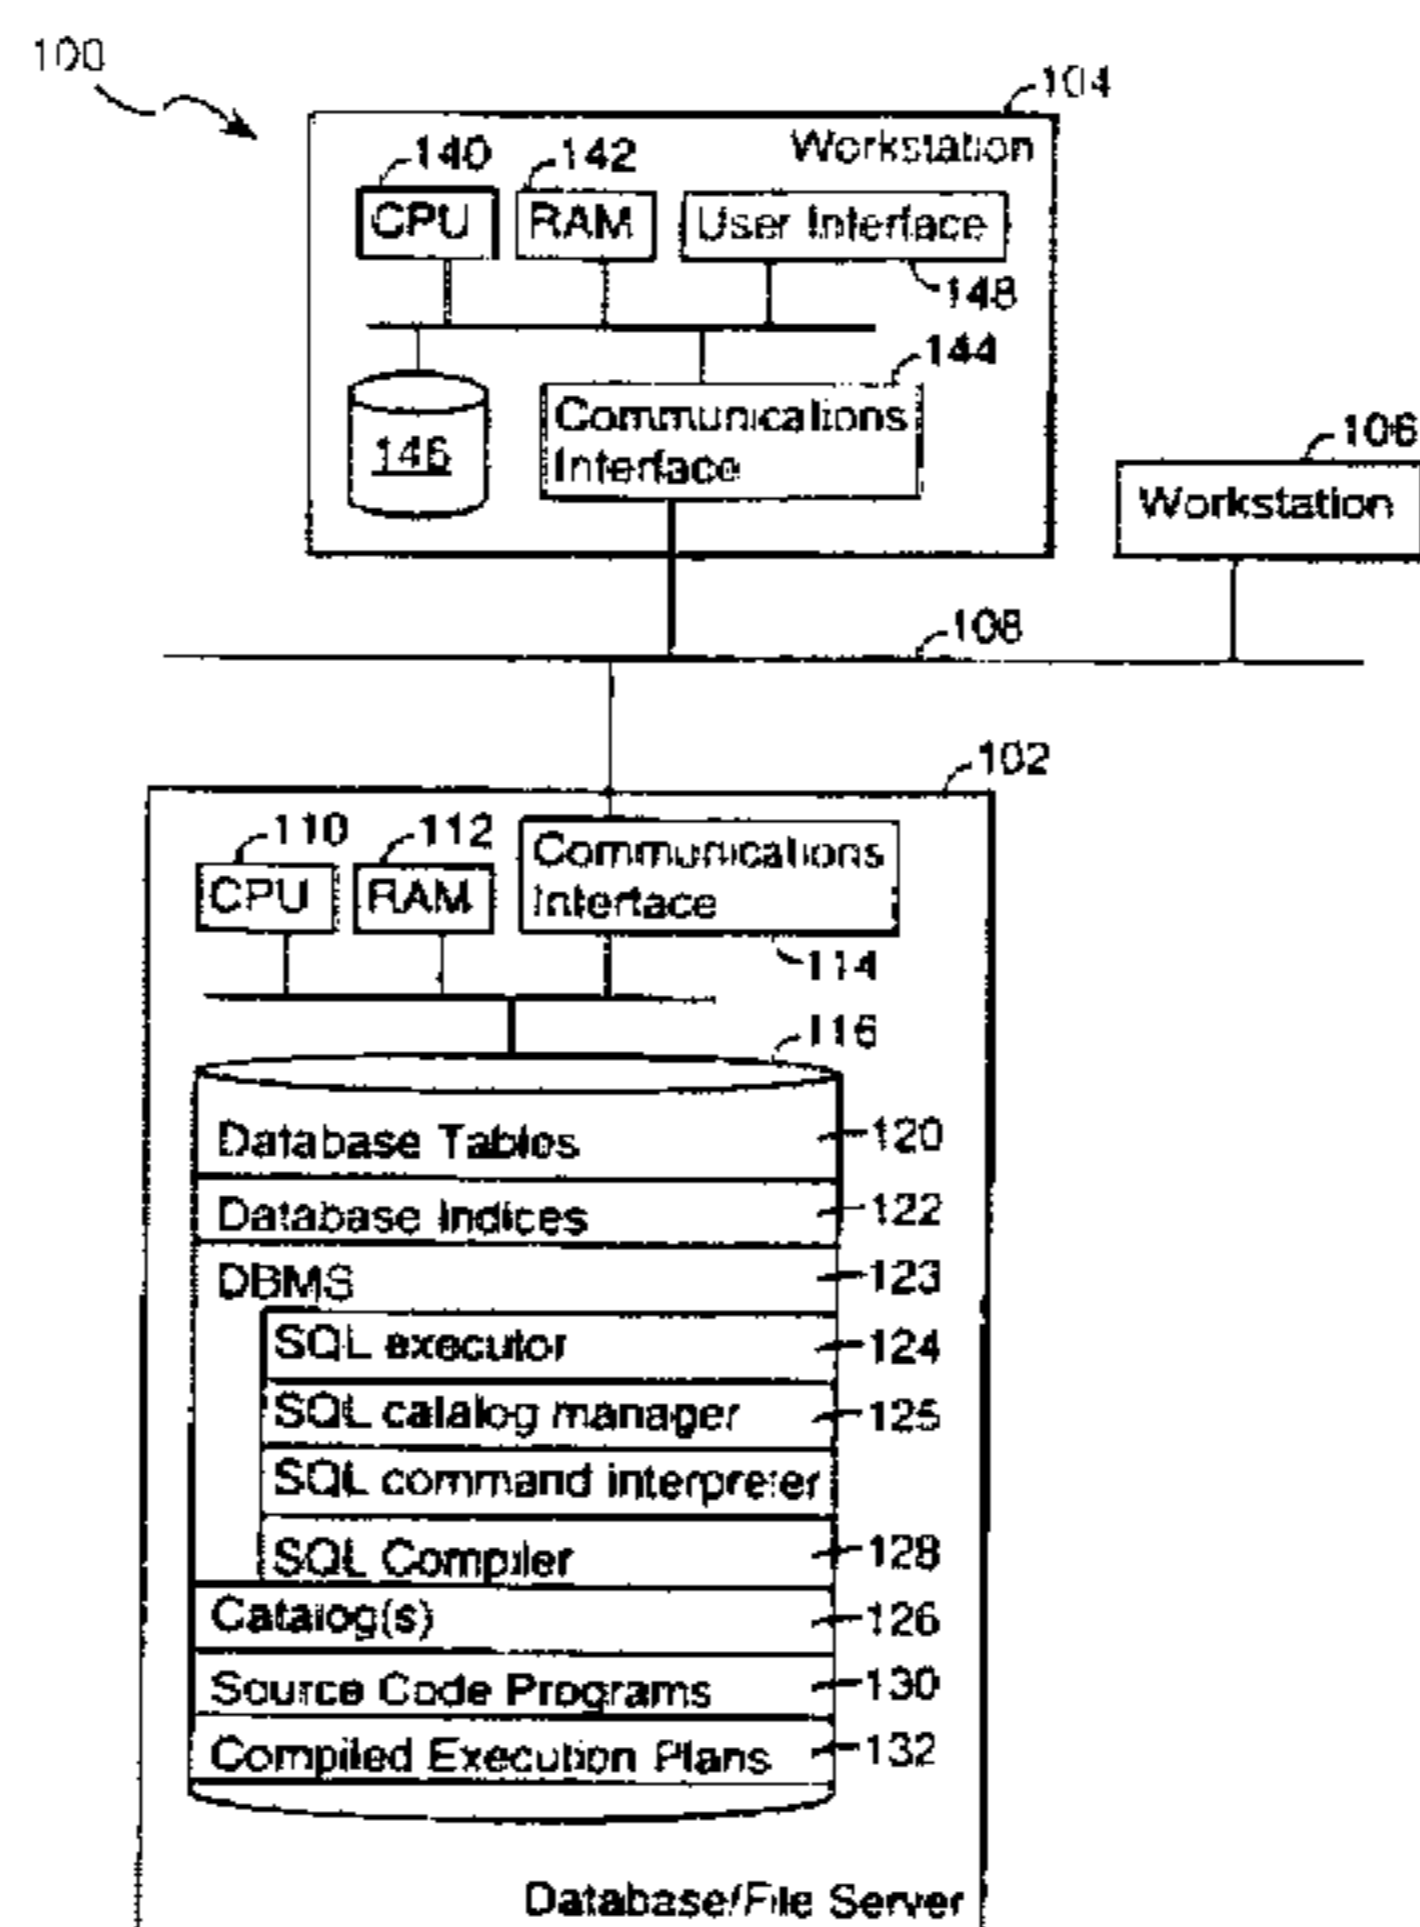 100
104
Workstation
140
142
CPU
RAM
User Interface
148
144
146
Communications
Interface
106
Workstation
108
102
110
112
Communications
Interface
CPU
RAM
114
116
Database Tables
120
Database Indices
122
DBMS
123
SQL executor
124
SQL catalog manager
125
SQL command interpreter
SQL Compiler
128
Catalog(s)
126
Source Code Programs
130
Compiled Execution Plans
132
Database/File Server